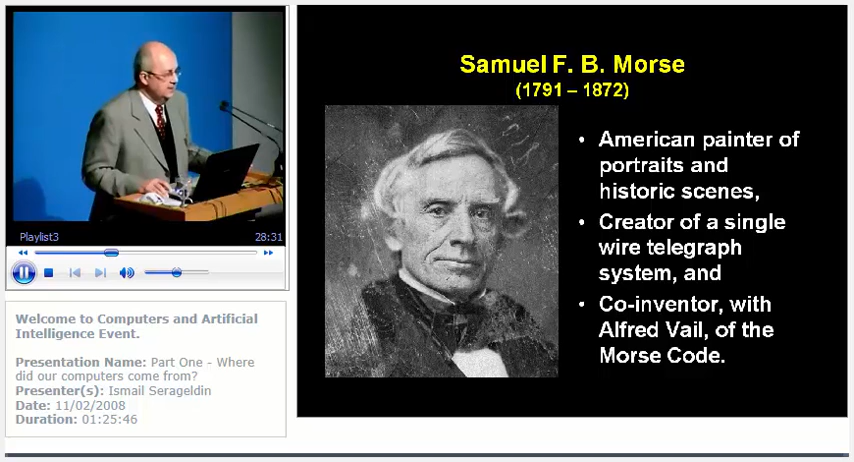 Samuel F. B. Morse
(1791 – 1872)
• American painter of
portraits and
historic scenes,
• Creator of a single
wire telegraph
system, and
• Co-inventor, with
Alfred Vail, of the
Morse Code.
Playlist3 28:31
Welcome to Computers and Artificial
Intelligence Event.
Presentation Name: Part One - Where
did our computers come from?
Presenter(s): Ismail Serageldin
Date: 11/02/2008
Duration: 01:25:46